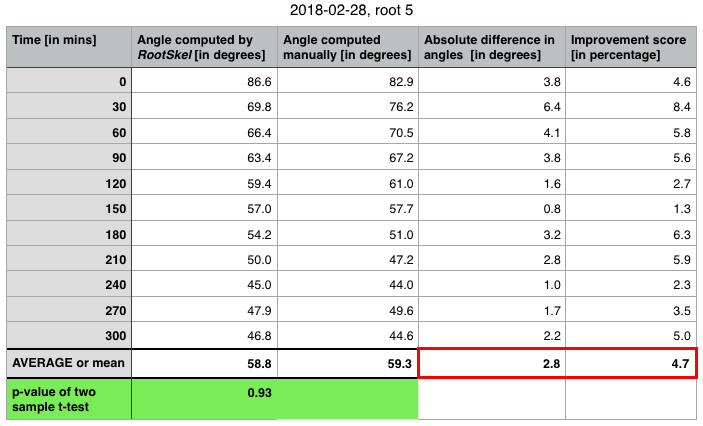 2018-02-28, root 5
Time [in mins] Angle computed by RootSkel [in degrees] Angle computed manually [in degrees] Absolute difference in angles [in degrees] Improvement score [in percentage]
0 86.6 82.9 3.8 4.6
30 69.8 76.2 6.4 8.4
60 66.4 70.5 4.1 5.8
90 63.4 67.2 3.8 5.6
120 59.4 61.0 1.6 2.7
150 57.0 57.7 0.8 1.3
180 54.2 51.0 3.2 6.3
210 50.0 47.2 2.8 5.9
240 45.0 44.0 1.0 2.3
270 47.9 49.6 1.7 3.5
300 46.8 44.6 2.2 5.0
AVERAGE or mean 58.8 59.3 2.8 4.7
p-value of two sample t-test 0.93